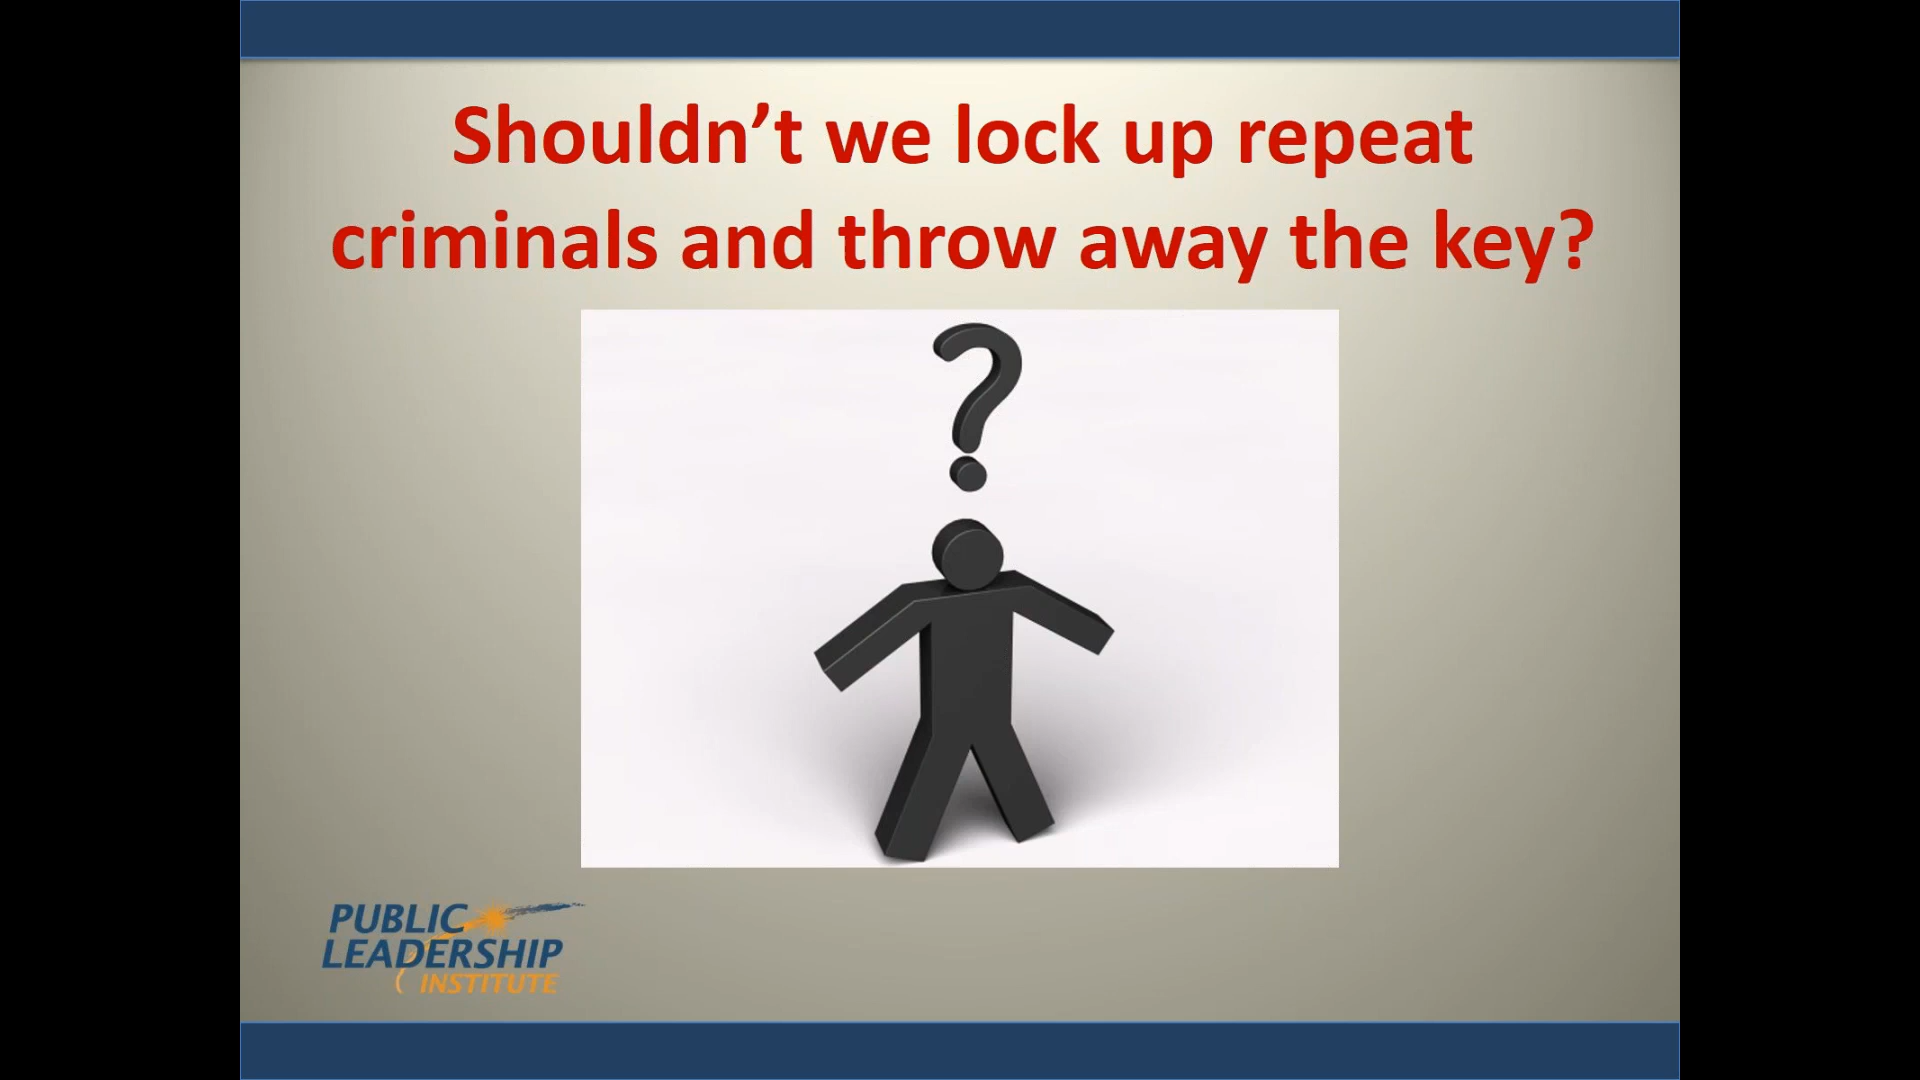 Shouldn’t we lock up repeat
criminals and throw away the key?
?
PUBLIC
LEADERSHIP
INSTITUTE